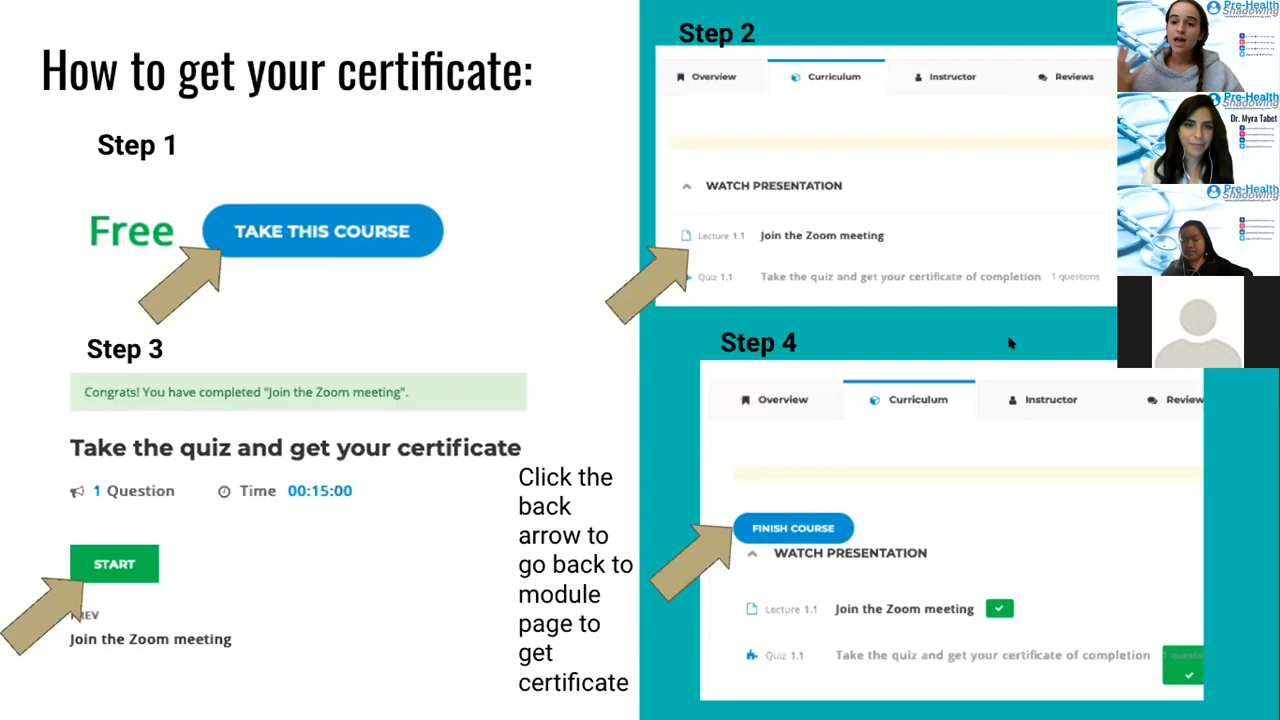 How to get your certificate:
Step 1
Free
TAKE THIS COURSE
Step 2
Overview
Curriculum
Instructor
Reviews
WATCH PRESENTATION
Lecture 1.1
Join the Zoom meeting
Quiz 1.1
Take the quiz and get your certificate of completion
1 questions
Step 3
Congrats! You have completed "Join the Zoom meeting".
Take the quiz and get your certificate
1 Question
Time 00:15:00
START
PREV
Join the Zoom meeting
Click the
back
arrow to
go back to
module
page to
get
certificate
Step 4
Overview
Curriculum
Instructor
Review
FINISH COURSE
WATCH PRESENTATION
Lecture 1.1
Join the Zoom meeting
Quiz 1.1
Take the quiz and get your certificate of completion
Pre-Health
Shadowing
Pre-Health
Dr. Myra Tabet
Pre-Health
Shadowing